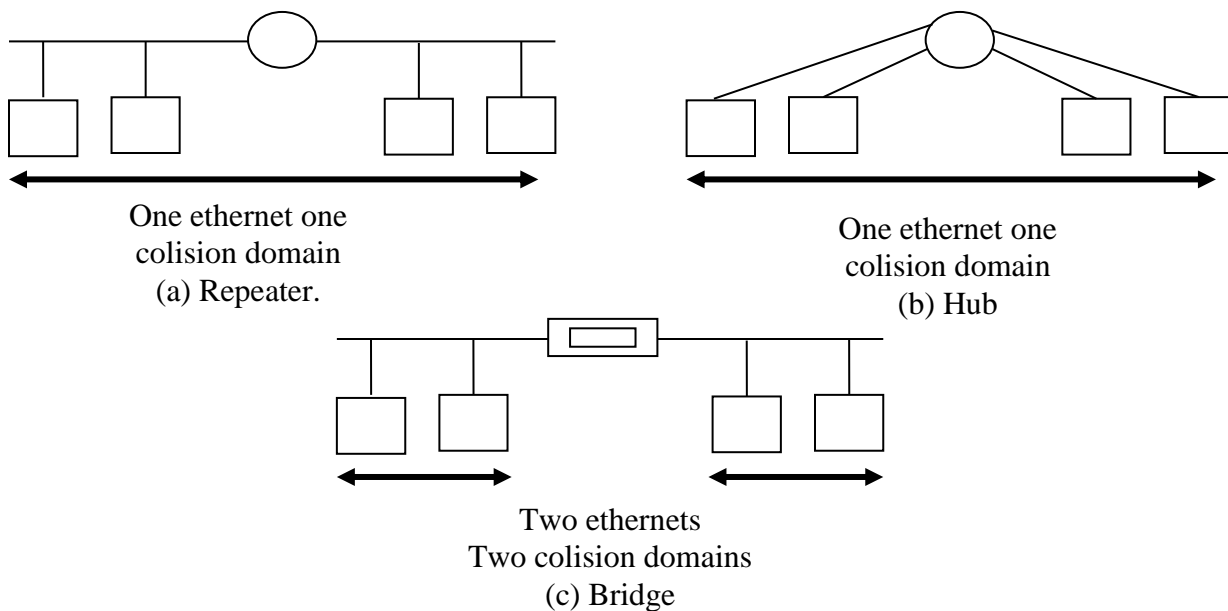 One ethernet one
colision domain
(a) Repeater.
One ethernet one
colision domain
(b) Hub
Two ethernets
Two colision domains
(c) Bridge